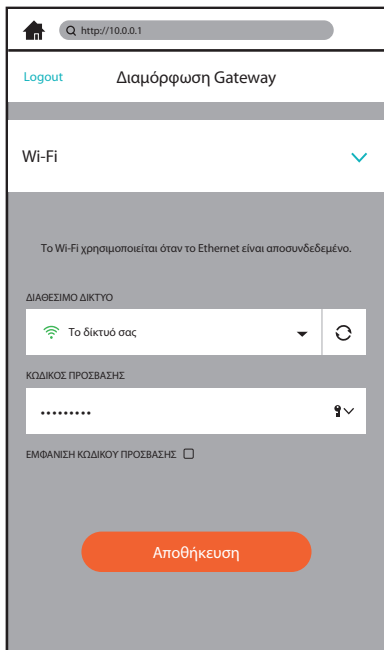 http://10.0.0.1
Logout Διαμόρφωση Gateway
Wi-Fi
Το Wi-Fi χρησιμοποιείται όταν το Ethernet είναι αποσυνδεδεμένο.
ΔΙΑΘΕΣΙΜΟ ΔΙΚΤΥΟ
Το δίκτυό σας
ΚΩΔΙΚΟΣ ΠΡΟΣΒΑΣΗΣ
•••••••••
ΕΜΦΑΝΙΣΗ ΚΩΔΙΚΟΥ ΠΡΟΣΒΑΣΗΣ
Αποθήκευση